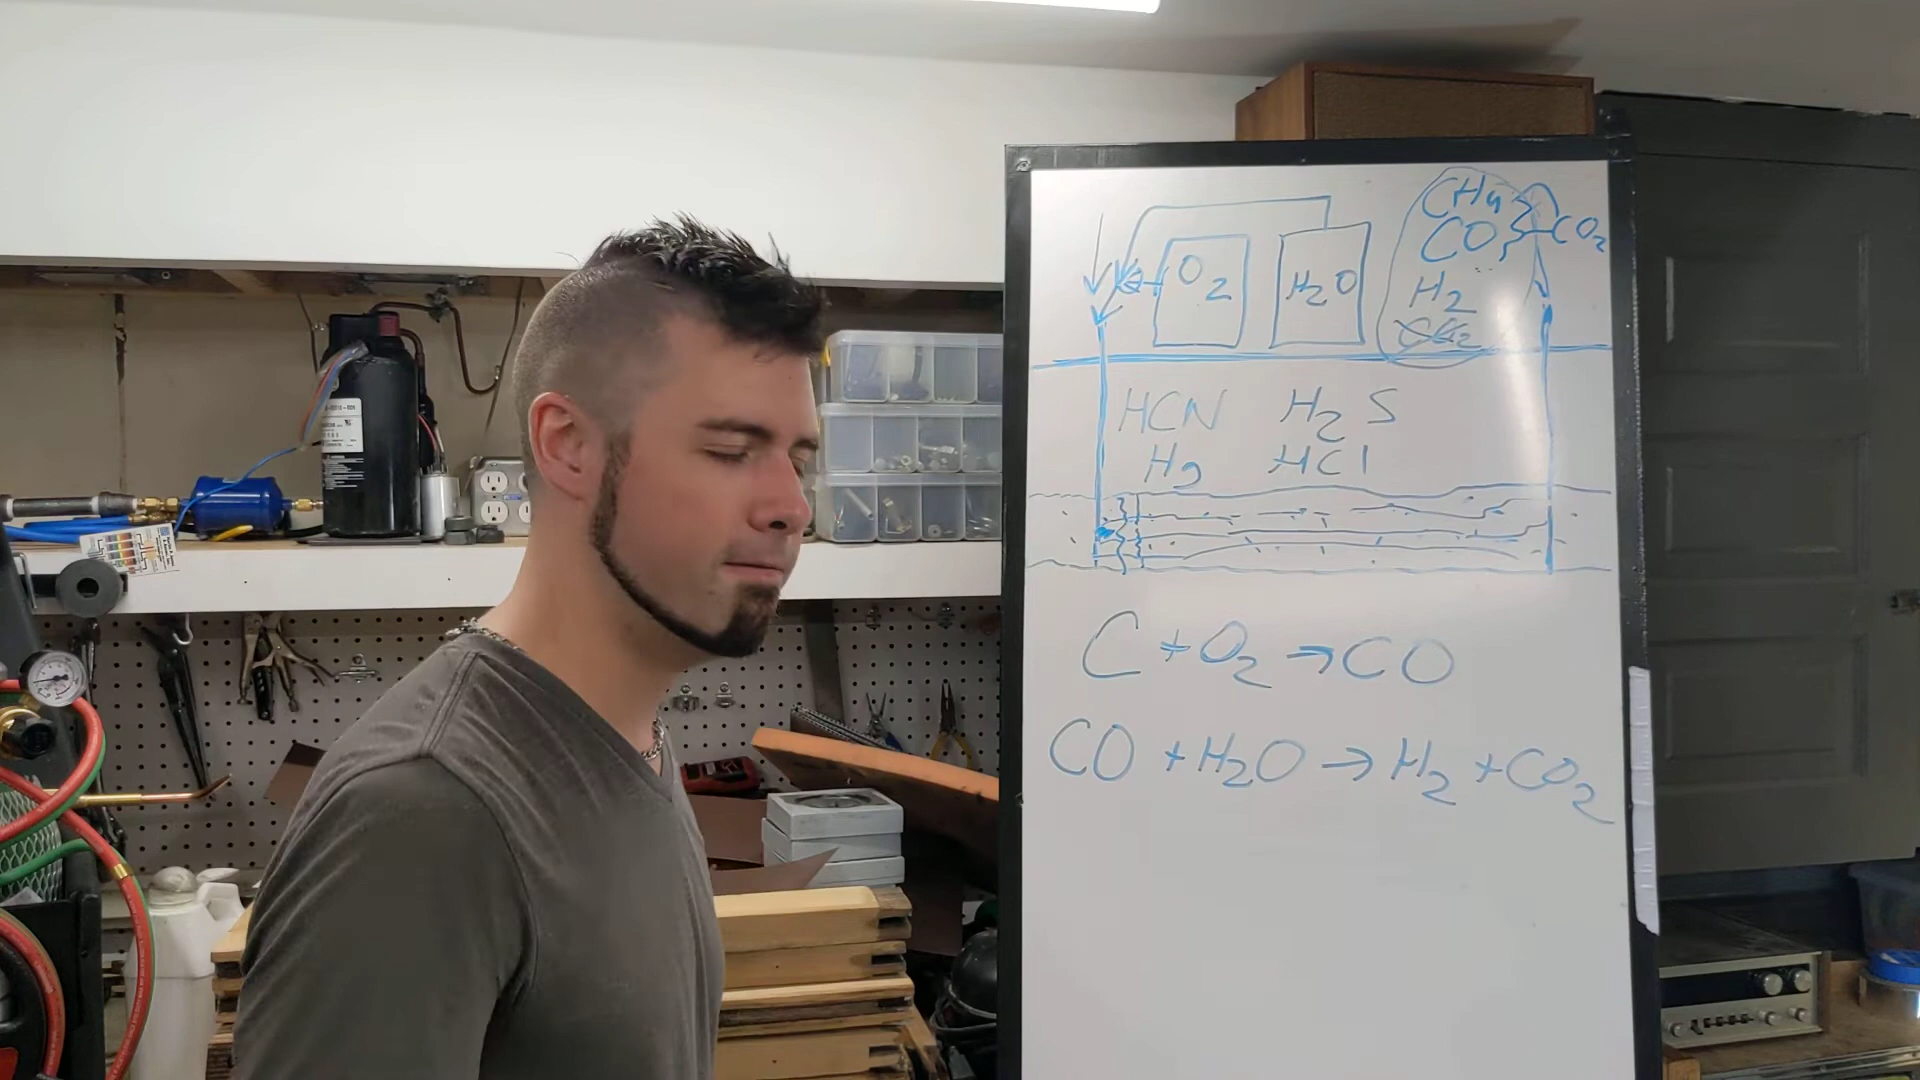 CH4
CO
CO2
O2
H2O
H2
HCN H2S
Hg HCl
C + O2 → CO
CO + H2O → H2 + CO2